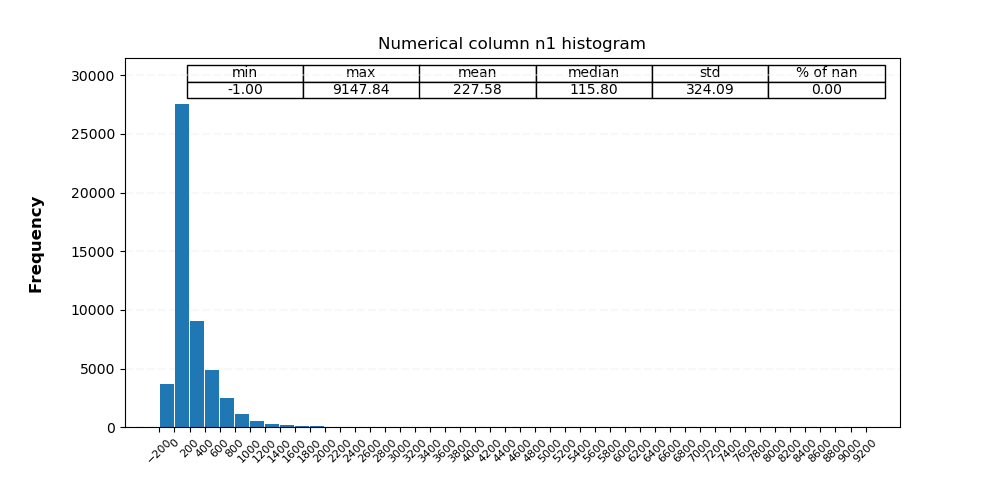 Numerical column n1 histogram
min max mean median std % of nan
-1.00 9147.84 227.58 115.80 324.09 0.00
30000
25000
20000
15000
10000
5000
0
Frequency
−200 0 200 400 600 800 1000 1200 1400 1600 1800 2000 2200 2400 2600 2800 3000 3200 3400 3600 3800 4000 4200 4400 4600 4800 5000 5200 5400 5600 5800 6000 6200 6400 6600 6800 7000 7200 7400 7600 7800 8000 8200 8400 8600 8800 9000 9200